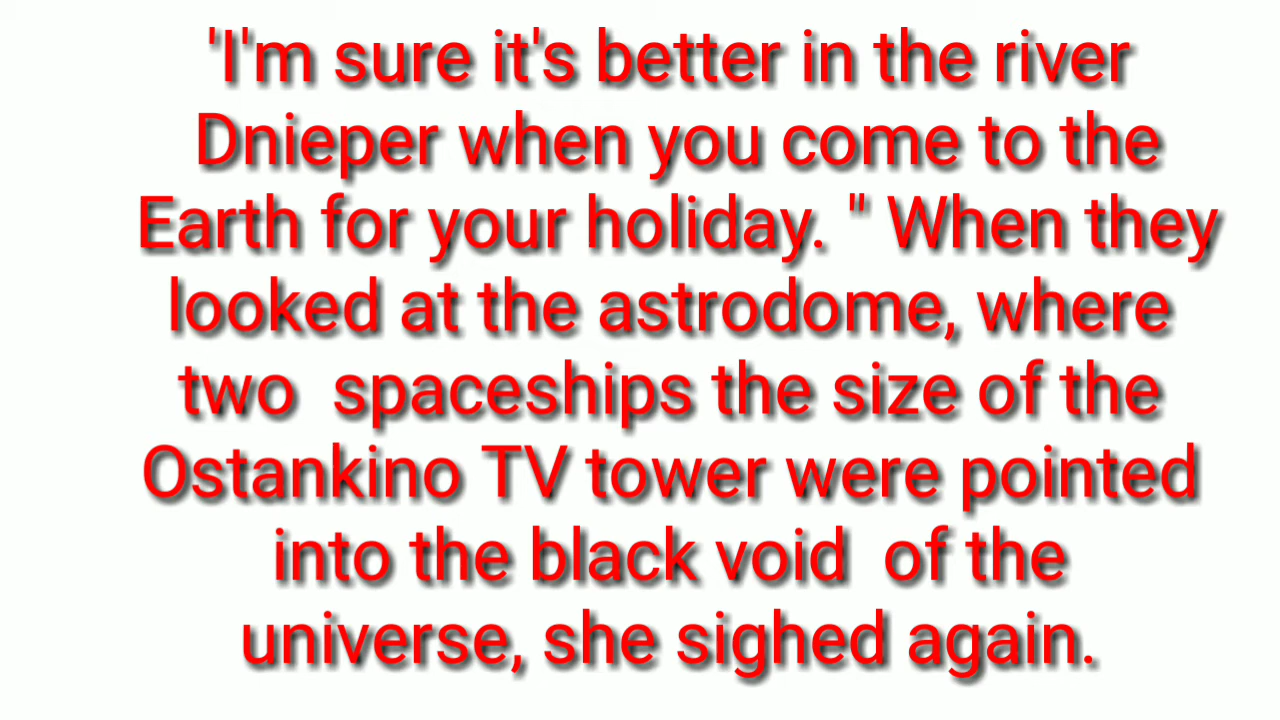 'I'm sure it's better in the river
Dnieper when you come to the
Earth for your holiday. " When they
looked at the astrodome, where
two  spaceships the size of the
Ostankino TV tower were pointed
into the black void  of the
universe, she sighed again.